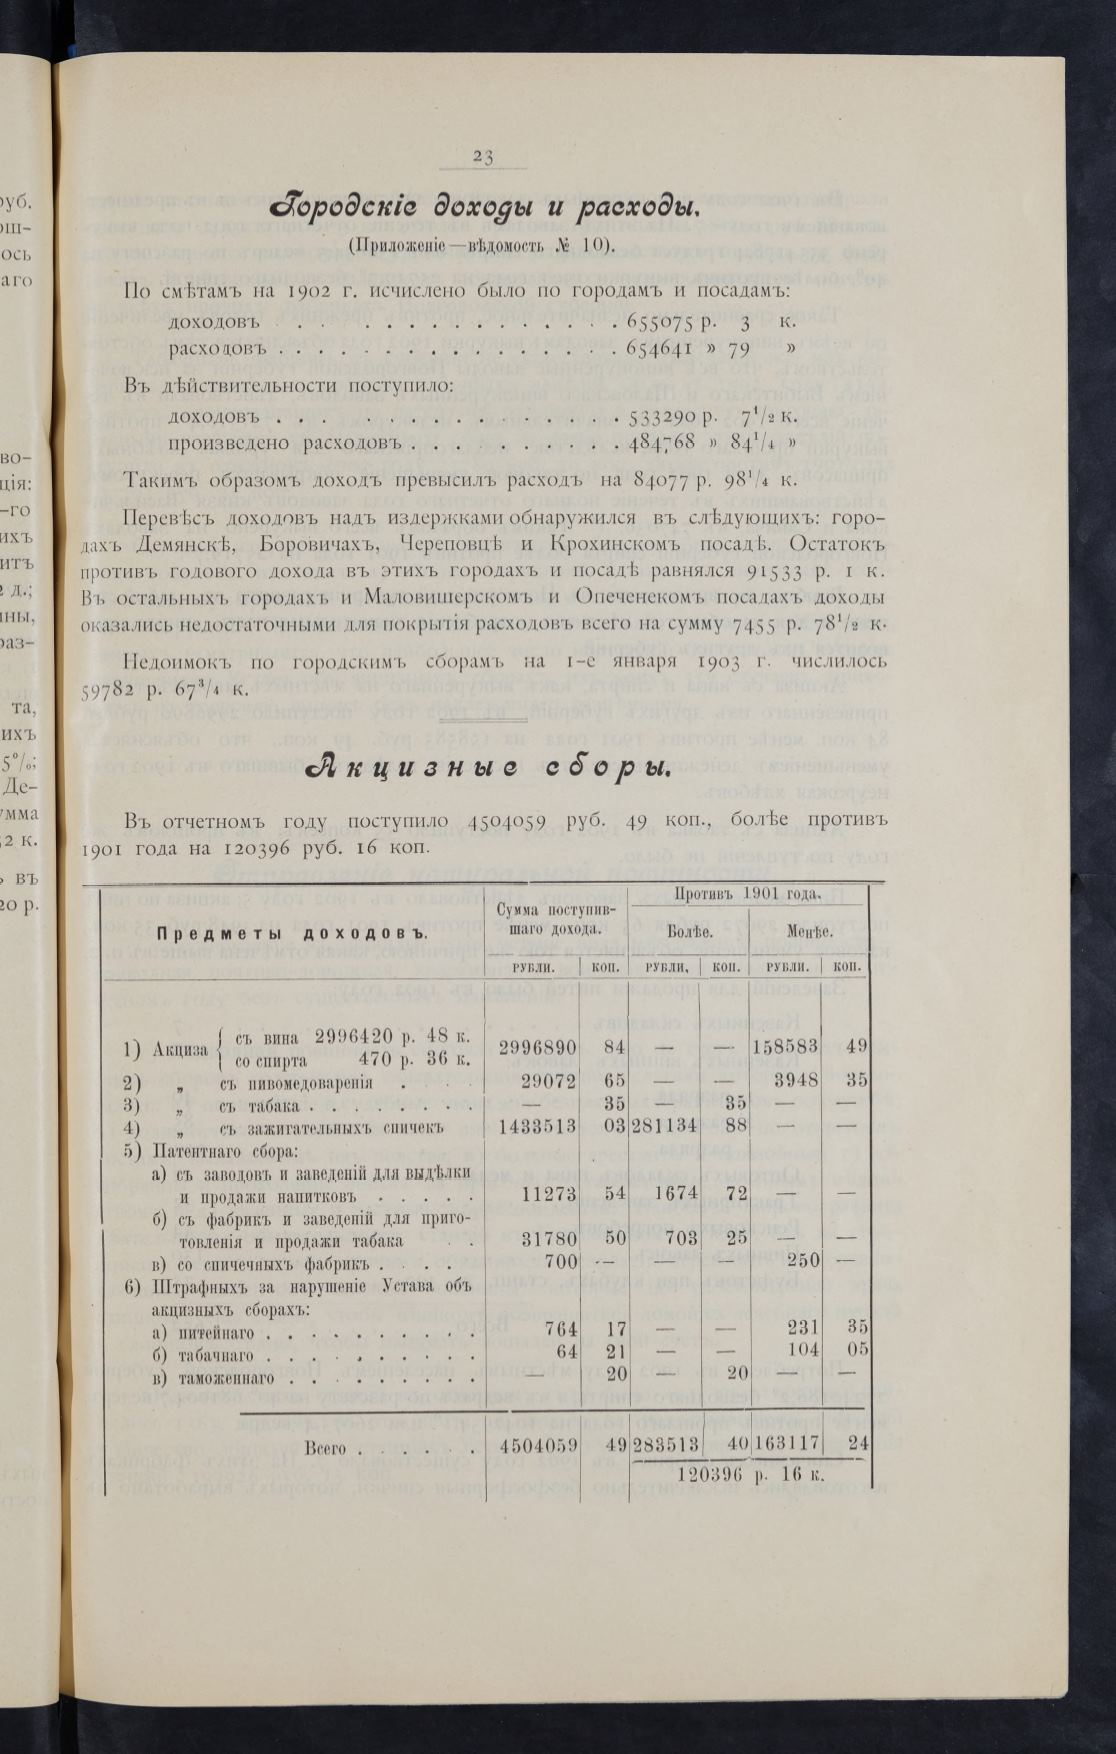 23
Городскіе доходы и расходы.
(Приложеніе—вѣдомость № 10).
По смѣтамъ на 1902 г. исчислено было по городамъ и посадамъ:
доходовъ . . . . . . . . . . . . . . . 655075 р. 3 к.
расходовъ . . . . . . . . . . . . . . . 654641 » 79 »
Въ дѣйствительности поступило:
доходовъ . . . . . . . . . . . . . . 533290 р. 7¹/₂ к.
произведено расходовъ . . . . . . . . . . 484768 » 84¹/₄ »
Такимъ образомъ доходъ превысилъ расходъ на 84077 р. 98¹/₄ к.
Перевѣсъ доходовъ надъ издержками обнаружился въ слѣдующихъ: горо-
дахъ Демянскѣ, Боровичахъ, Череповцѣ и Крохинскомъ посадѣ. Остатокъ
противъ годового дохода въ этихъ городахъ и посадѣ равнялся 91533 р. 1 к.
Въ остальныхъ городахъ и Маловишерскомъ и Опеченскомъ посадахъ доходы
оказались недостаточными для покрытія расходовъ всего на сумму 7455 р. 78¹/₂ к.
Недоимокъ по городскимъ сборамъ на 1-е января 1903 г. числилось
59782 р. 67³/₄ к.
Акцизные сборы.
Въ отчетномъ году поступило 4504059 руб. 49 коп., болѣе противъ
1901 года на 120396 руб. 16 коп.
Предметы доходовъ. Сумма поступив- Противъ 1901 года.
шаго дохода. Болѣе. Менѣе.
РУБЛИ. КОП. РУБЛИ. КОП. РУБЛИ. КОП.
1) Акциза { съ вина 2996420 р. 48 к.
со спирта 470 р. 36 к. 2996890 84 — — 158583 49
2) „ съ пивомедоваренія . . . 29072 65 — — 3948 35
3) „ съ табака . . . . . . . . — 35 — 35 — —
4) „ съ зажигательныхъ спичекъ 1433513 03 281134 88 — —
5) Патентнаго сбора:
а) съ заводовъ и заведеній для выдѣлки
и продажи напитковъ . . . . . 11273 54 1674 72 — —
б) съ фабрикъ и заведеній для приго-
товленія и продажи табака . . 31780 50 703 25 — —
в) со спичечныхъ фабрикъ . . . . . 700 — — — 250 —
6) Штрафныхъ за нарушеніе Устава объ
акцизныхъ сборахъ:
а) питейнаго . . . . . . . . . . 764 17 — — 231 35
б) табачнаго . . . . . . . . . . 64 21 — — 104 05
в) таможеннаго . . . . . . . . . — 20 — 20 — —
Всего . . . . . . 4504059 49 283513 40 163117 24
120396 р. 16 к.